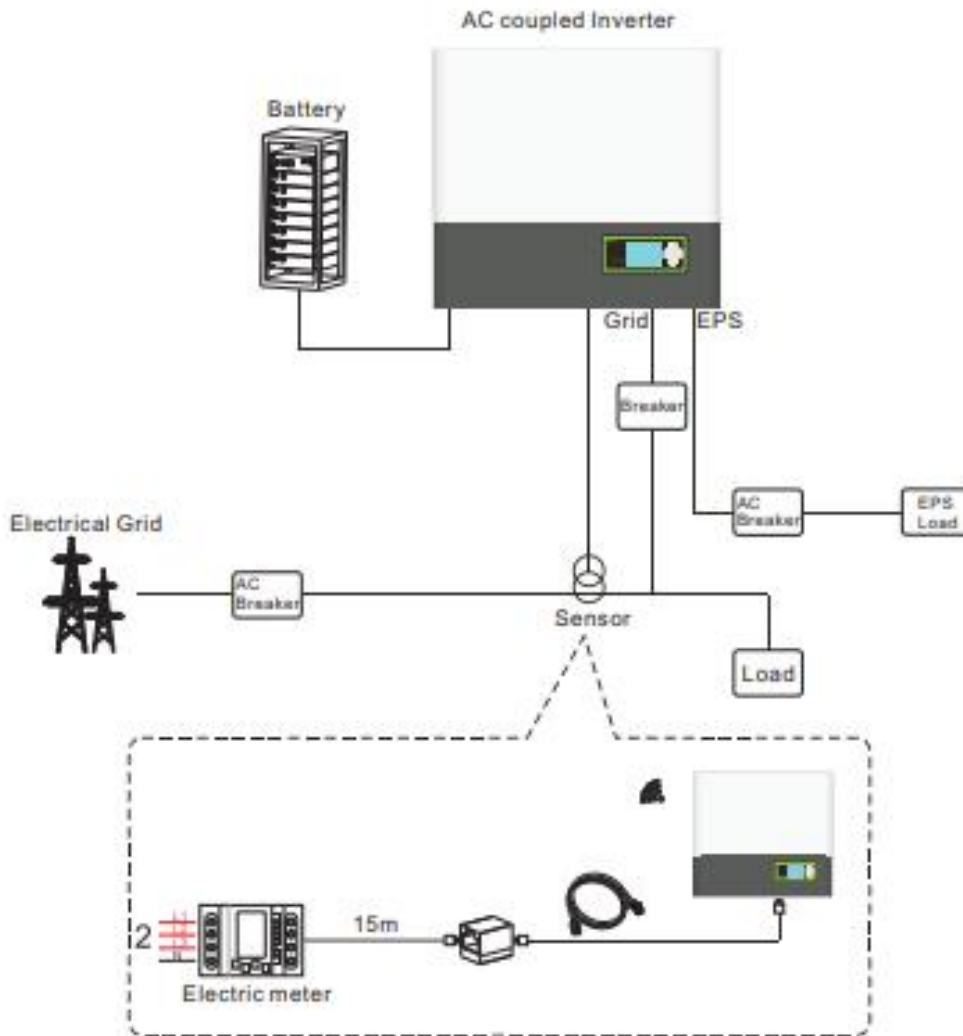 AC coupled Inverter
Battery
Grid
EPS
Breaker
Electrical Grid
AC
Breaker
AC
Breaker
EPS
Load
Sensor
Load
2
15m
Electric meter